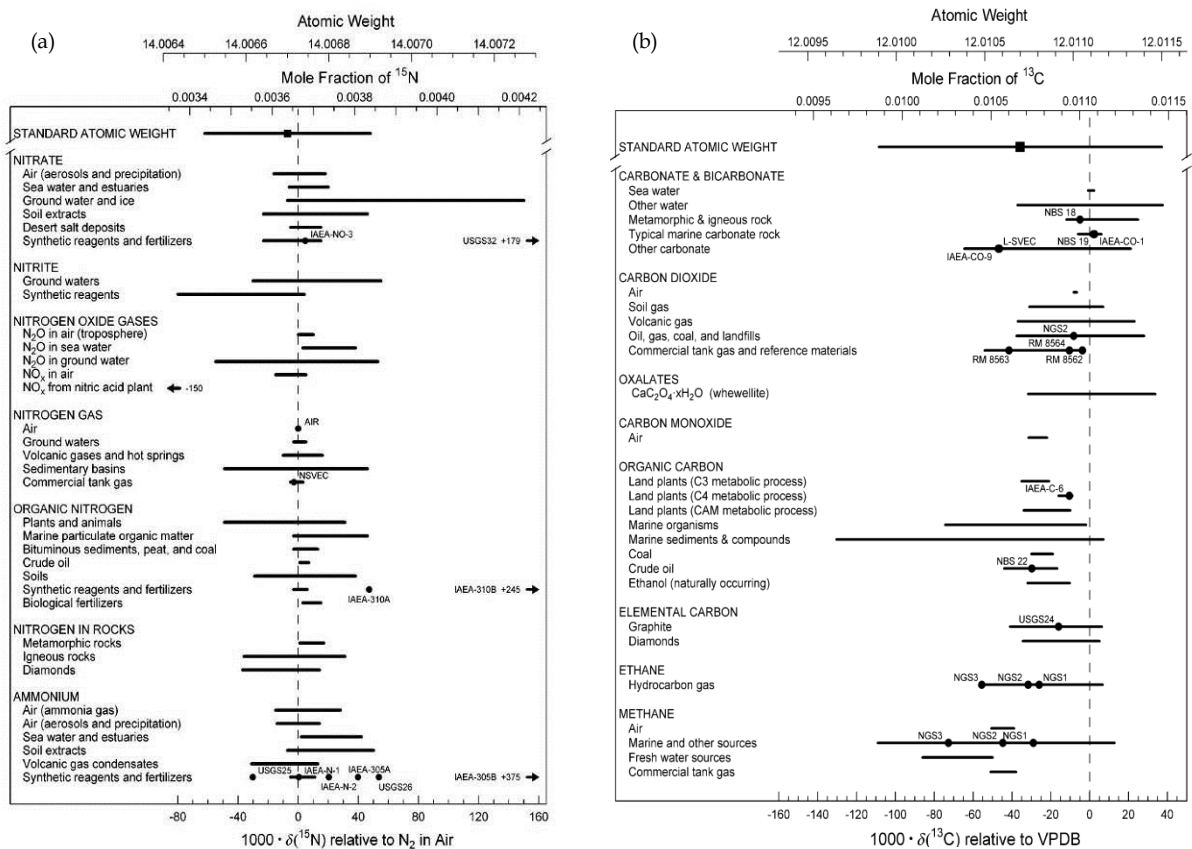 (a)
Atomic Weight
14.0064 14.0066 14.0068 14.0070 14.0072
Mole Fraction of ¹⁵N
0.0034 0.0036 0.0038 0.0040 0.0042
STANDARD ATOMIC WEIGHT
NITRATE
Air (aerosols and precipitation)
Sea water and estuaries
Ground water and ice
Soil extracts
Desert salt deposits
IAEA-NO-3
Synthetic reagents and fertilizers USGS32 +179
NITRITE
Ground waters
Synthetic reagents
NITROGEN OXIDE GASES
N₂O in air (troposphere)
N₂O in sea water
N₂O in ground water
NOₓ in air
NOₓ from nitric acid plant -150
NITROGEN GAS
Air AIR
Ground waters
Volcanic gases and hot springs
Sedimentary basins
NSVEC
Commercial tank gas
ORGANIC NITROGEN
Plants and animals
Marine particulate organic matter
Bituminous sediments, peat, and coal
Crude oil
Soils
Synthetic reagents and fertilizers IAEA-310B +245
IAEA-310A
Biological fertilizers
NITROGEN IN ROCKS
Metamorphic rocks
Igneous rocks
Diamonds
AMMONIUM
Air (ammonia gas)
Air (aerosols and precipitation)
Sea water and estuaries
Soil extracts
Volcanic gas condensates
USGS25 IAEA-N-1 IAEA-305A
Synthetic reagents and fertilizers IAEA-305B +375
IAEA-N-2 USGS26
-80 -40 0 40 80 120 160
1000 · δ(¹⁵N) relative to N₂ in Air
(b)
Atomic Weight
12.0095 12.0100 12.0105 12.0110 12.0115
Mole Fraction of ¹³C
0.0095 0.0100 0.0105 0.0110 0.0115
STANDARD ATOMIC WEIGHT
CARBONATE & BICARBONATE
Sea water
Other water
NBS 18
Metamorphic & igneous rock
Typical marine carbonate rock
L-SVEC NBS 19 IAEA-CO-1
Other carbonate
IAEA-CO-9
CARBON DIOXIDE
Air
Soil gas
Volcanic gas
NGS2
Oil, gas, coal, and landfills
RM 8564
Commercial tank gas and reference materials
RM 8563 RM 8562
OXALATES
CaC₂O₄·xH₂O (whewellite)
CARBON MONOXIDE
Air
ORGANIC CARBON
Land plants (C3 metabolic process)
IAEA-C-6
Land plants (C4 metabolic process)
Land plants (CAM metabolic process)
Marine organisms
Marine sediments & compounds
Coal
NBS 22
Crude oil
Ethanol (naturally occurring)
ELEMENTAL CARBON
USGS24
Graphite
Diamonds
ETHANE
NGS3 NGS2 NGS1
Hydrocarbon gas
METHANE
Air
NGS3 NGS2 NGS1
Marine and other sources
Fresh water sources
Commercial tank gas
-160 -140 -120 -100 -80 -60 -40 -20 0 20 40
1000 · δ(¹³C) relative to VPDB